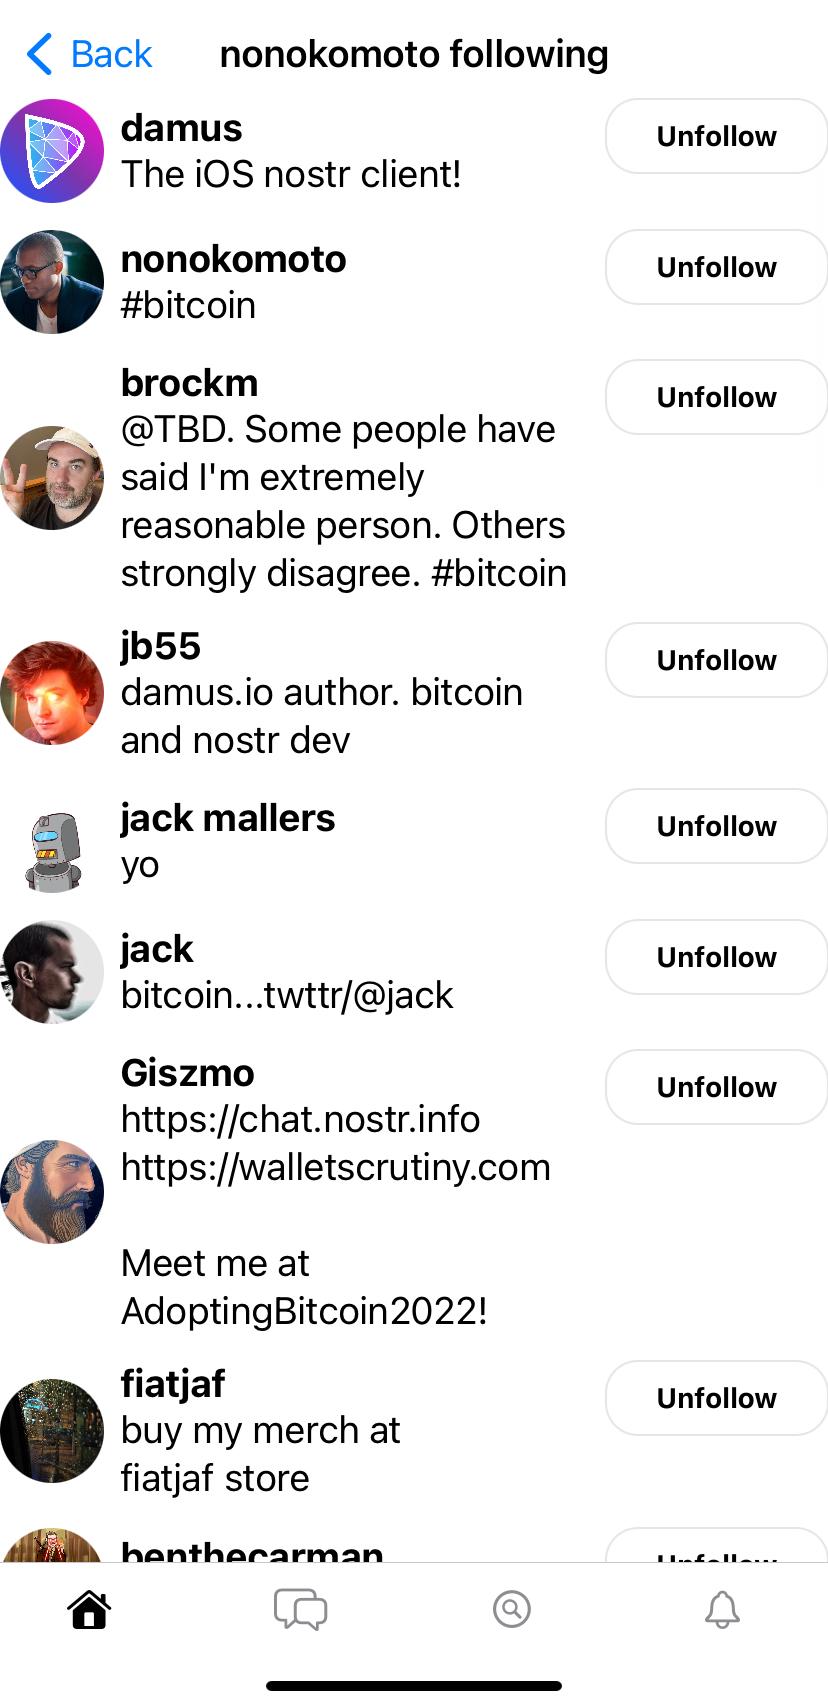 Back
nonokomoto following
damus
Unfollow
The iOS nostr client!
nonokomoto
Unfollow
#bitcoin
brockm
Unfollow
@TBD. Some people have
said I'm extremely
reasonable person. Others
strongly disagree. #bitcoin
jb55
Unfollow
damus.io author. bitcoin
and nostr dev
jack mallers
Unfollow
yo
jack
Unfollow
bitcoin...twttr/@jack
Giszmo
Unfollow
https://chat.nostr.info
https://walletscrutiny.com
Meet me at
AdoptingBitcoin2022!
fiatjaf
Unfollow
buy my merch at
fiatjaf store
benthecarman
Unfollow